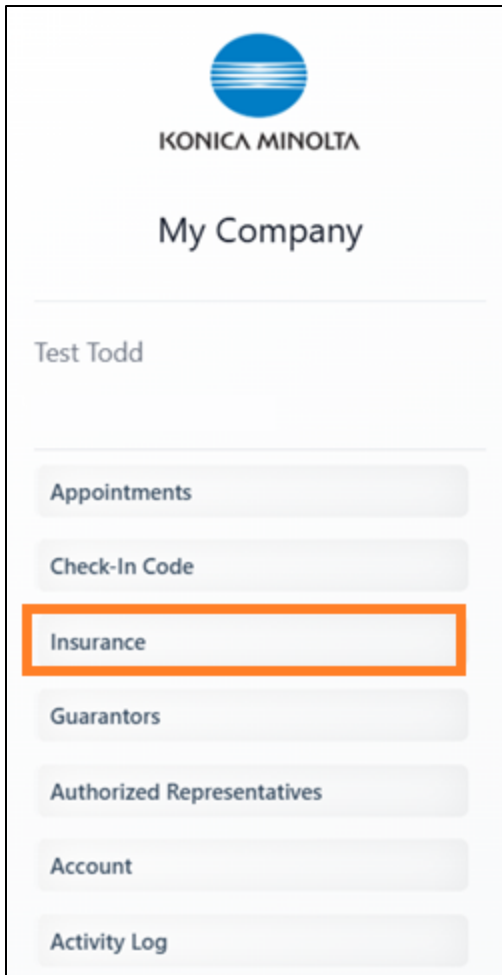 KONICA MINOLTA
My Company
Test Todd
Appointments
Check-In Code
Insurance
Guarantors
Authorized Representatives
Account
Activity Log